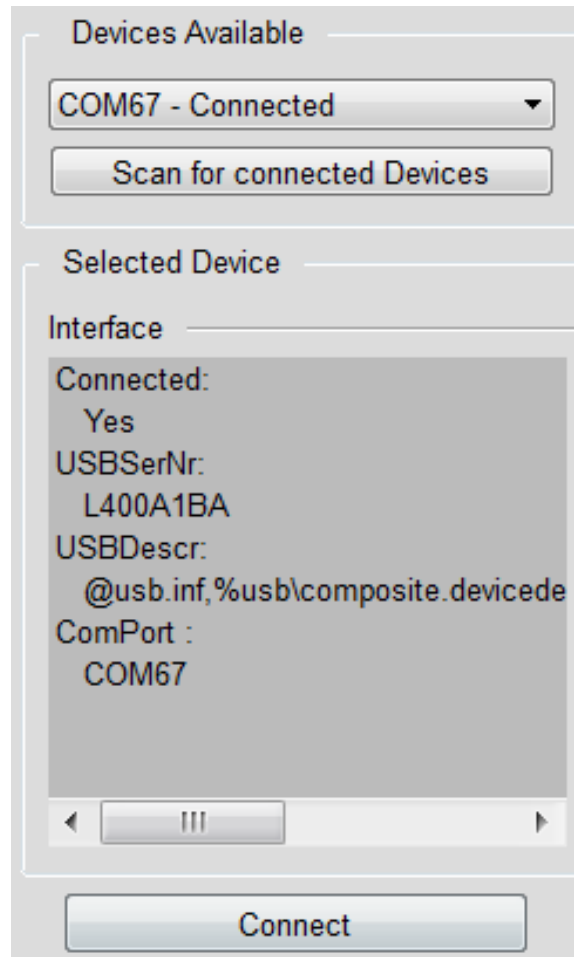 Devices Available
COM67 - Connected
Scan for connected Devices
Selected Device
Interface
Connected:
Yes
USBSerNr:
L400A1BA
USBDescr:
@usb.inf,%usb\composite.devicede
ComPort :
COM67
Connect